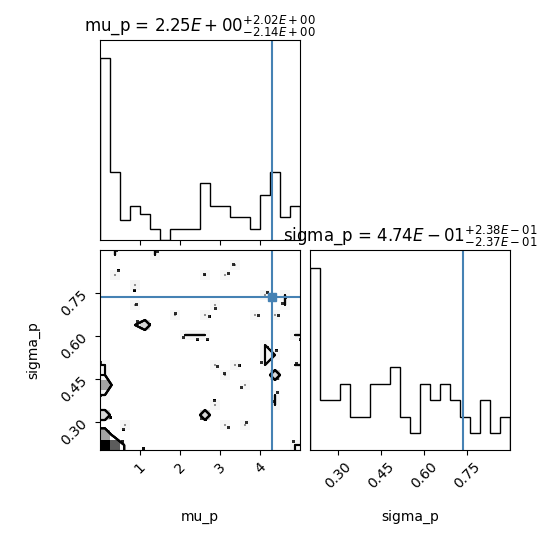 mu_p = 2.25E + 00+2.02E+00−2.14E+00
sigma_p = 4.74E − 01+2.38E−01−2.37E−01
sigma_p
0.75
0.60
0.45
0.30
1 2 3 4
0.30 0.45 0.60 0.75
mu_p
sigma_p